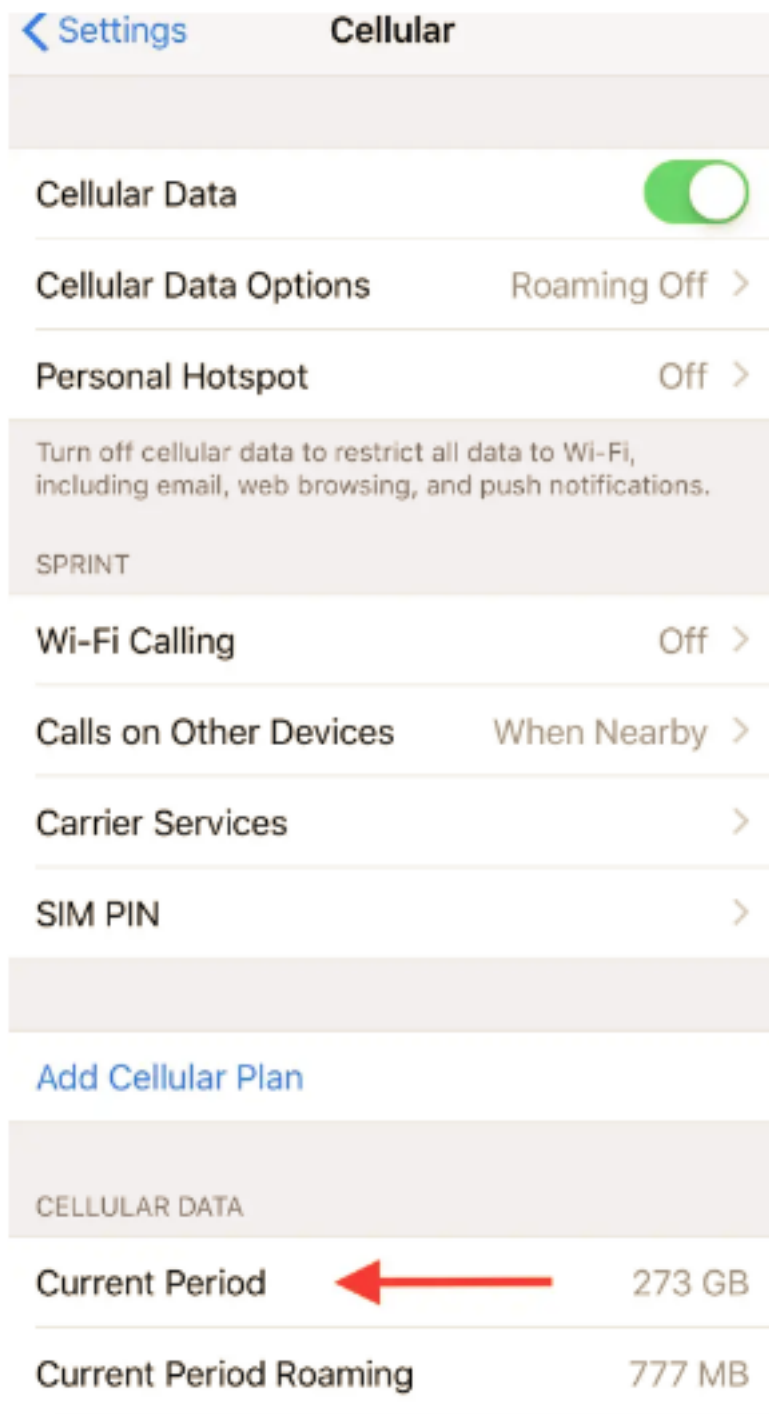 Settings Cellular
Cellular Data
Cellular Data Options Roaming Off
Personal Hotspot Off
Turn off cellular data to restrict all data to Wi-Fi,
including email, web browsing, and push notifications.
SPRINT
Wi-Fi Calling Off
Calls on Other Devices When Nearby
Carrier Services
SIM PIN
Add Cellular Plan
CELLULAR DATA
Current Period 273 GB
Current Period Roaming 777 MB